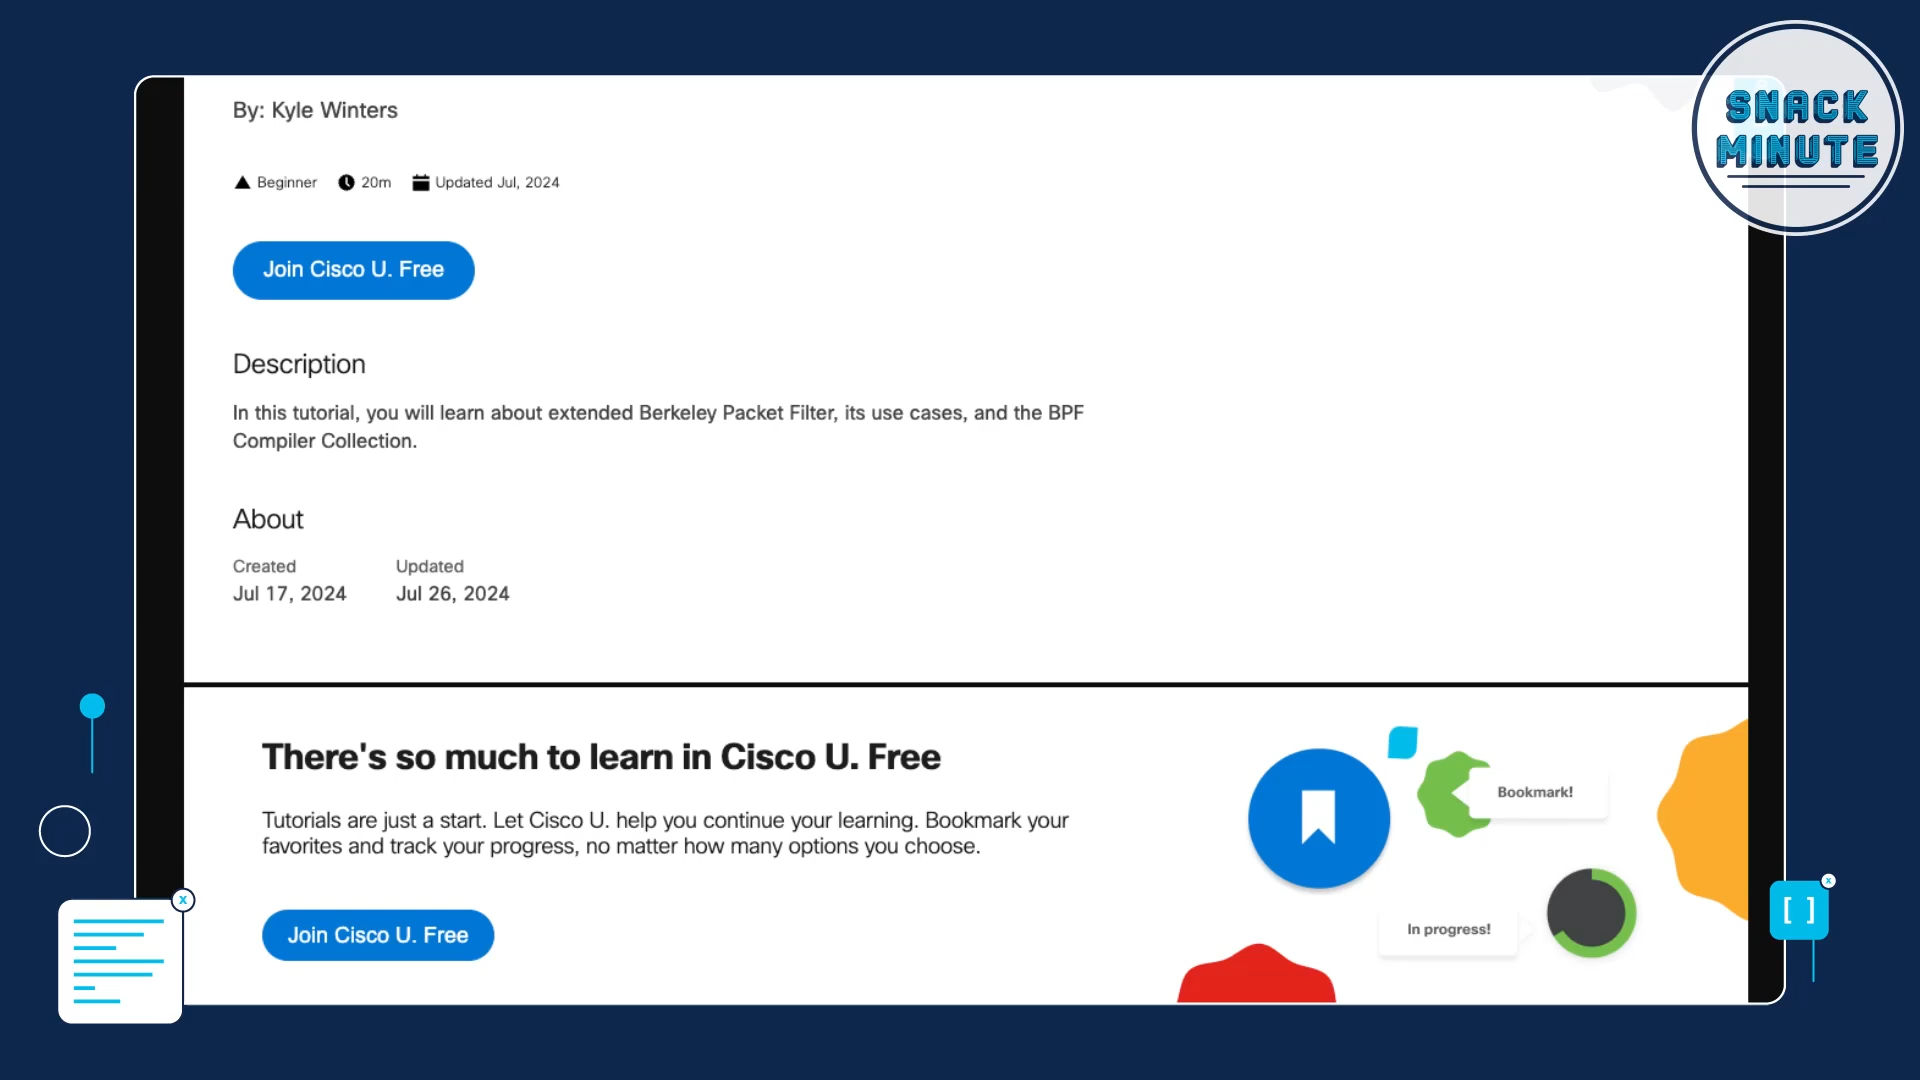 SNACK
MINUTE
By: Kyle Winters
Beginner 20m Updated Jul, 2024
Join Cisco U. Free
Description
In this tutorial, you will learn about extended Berkeley Packet Filter, its use cases, and the BPF
Compiler Collection.
About
Created Updated
Jul 17, 2024 Jul 26, 2024
There's so much to learn in Cisco U. Free
Tutorials are just a start. Let Cisco U. help you continue your learning. Bookmark your
favorites and track your progress, no matter how many options you choose.
Join Cisco U. Free
Bookmark!
In progress!
x
x
[ ]